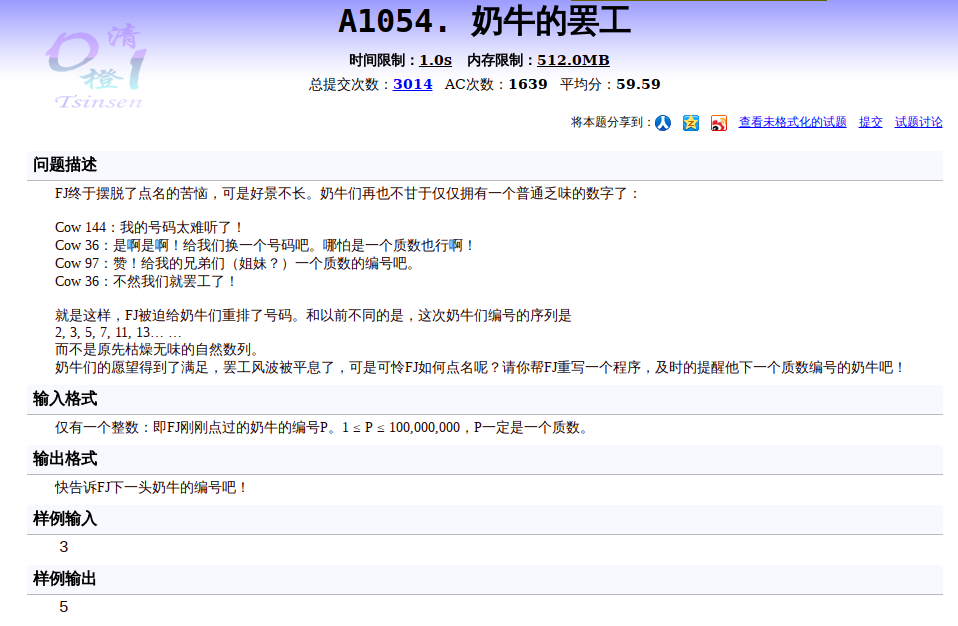 A1054. 奶牛的罢工
清
橙
Tsinsen
时间限制：1.0s 内存限制：512.0MB
总提交次数：3014 AC次数：1639 平均分：59.59
将本题分享到： 查看未格式化的试题 提交 试题讨论
问题描述
FJ终于摆脱了点名的苦恼，可是好景不长。奶牛们再也不甘于仅仅拥有一个普通乏味的数字了：
Cow 144：我的号码太难听了！
Cow 36：是啊是啊！给我们换一个号码吧。哪怕是一个质数也行啊！
Cow 97：赞！给我的兄弟们（姐妹？）一个质数的编号吧。
Cow 36：不然我们就罢工了！
就是这样，FJ被迫给奶牛们重排了号码。和以前不同的是，这次奶牛们编号的序列是
2, 3, 5, 7, 11, 13… …
而不是原先枯燥无味的自然数列。
奶牛们的愿望得到了满足，罢工风波被平息了，可是可怜FJ如何点名呢？请你帮FJ重写一个程序，及时的提醒他下一个质数编号的奶牛吧！
输入格式
仅有一个整数：即FJ刚刚点过的奶牛的编号P。1 ≤ P ≤ 100,000,000，P一定是一个质数。
输出格式
快告诉FJ下一头奶牛的编号吧！
样例输入
3
样例输出
5